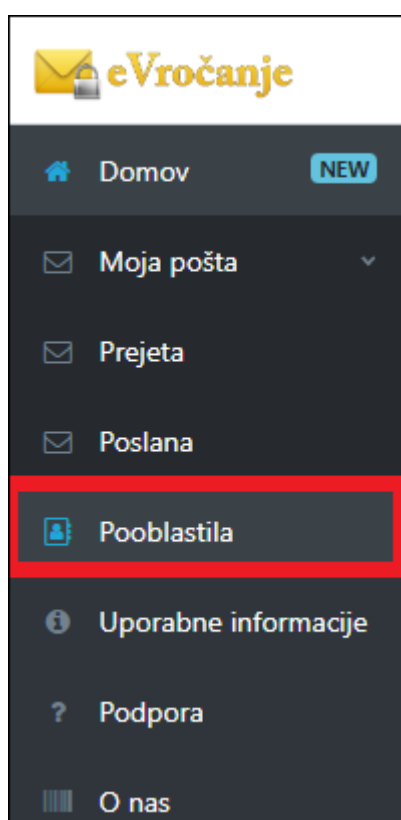 eVročanje
Domov NEW
Moja pošta
Prejeta
Poslana
Pooblastila
Uporabne informacije
? Podpora
O nas